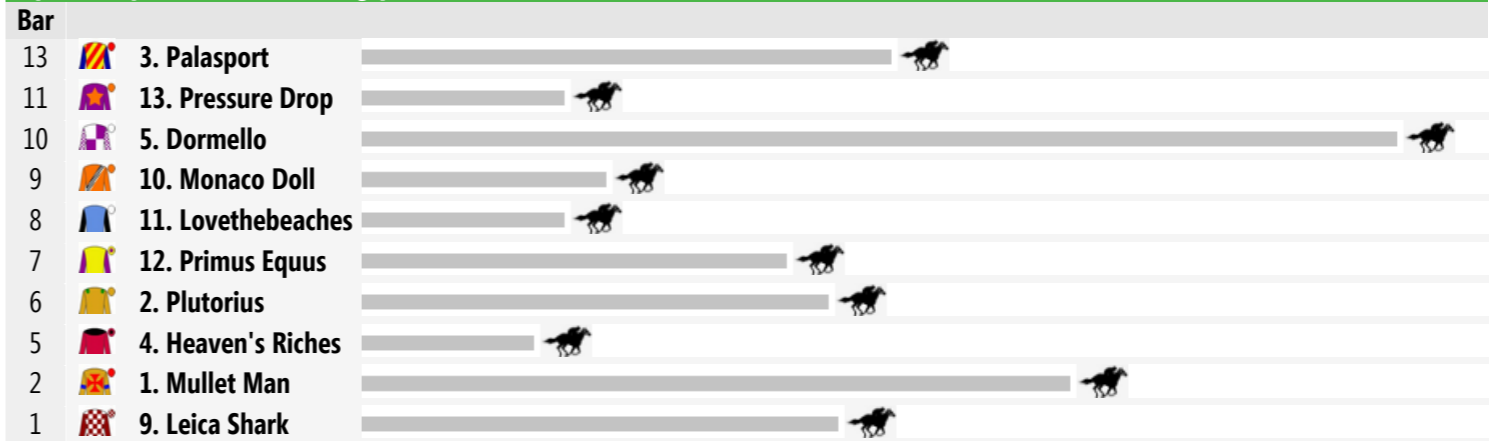 Bar
13 3. Palasport
11 13. Pressure Drop
10 5. Dormello
9 10. Monaco Doll
8 11. Lovethebeaches
7 12. Primus Equus
6 2. Plutorius
5 4. Heaven's Riches
2 1. Mullet Man
1 9. Leica Shark